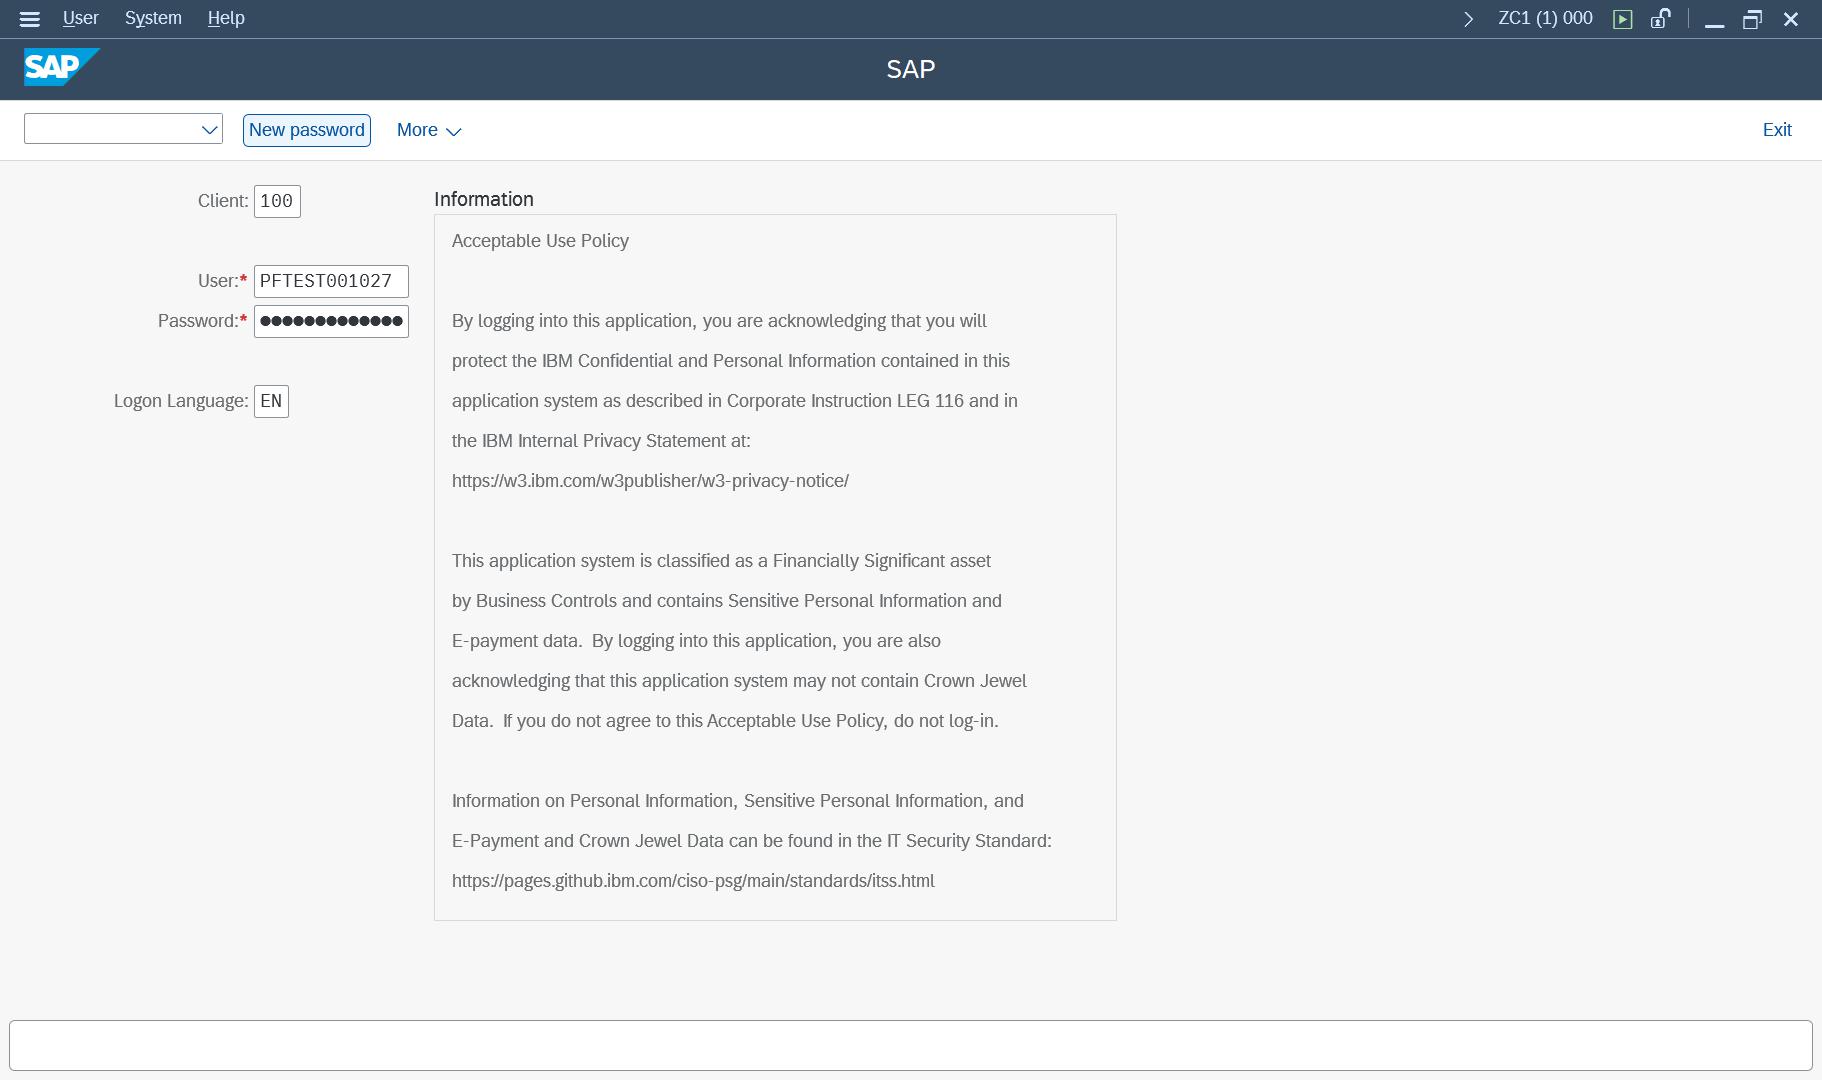 User System Help ZC1 (1) 000
SAP SAP
New password More Exit
Client: 100
Information
Acceptable Use Policy
User:* PFTEST001027
Password:* ●●●●●●●●●●●●●
By logging into this application, you are acknowledging that you will
protect the IBM Confidential and Personal Information contained in this
Logon Language: EN
application system as described in Corporate Instruction LEG 116 and in
the IBM Internal Privacy Statement at:
https://w3.ibm.com/w3publisher/w3-privacy-notice/
This application system is classified as a Financially Significant asset
by Business Controls and contains Sensitive Personal Information and
E-payment data. By logging into this application, you are also
acknowledging that this application system may not contain Crown Jewel
Data. If you do not agree to this Acceptable Use Policy, do not log-in.
Information on Personal Information, Sensitive Personal Information, and
E-Payment and Crown Jewel Data can be found in the IT Security Standard:
https://pages.github.ibm.com/ciso-psg/main/standards/itss.html